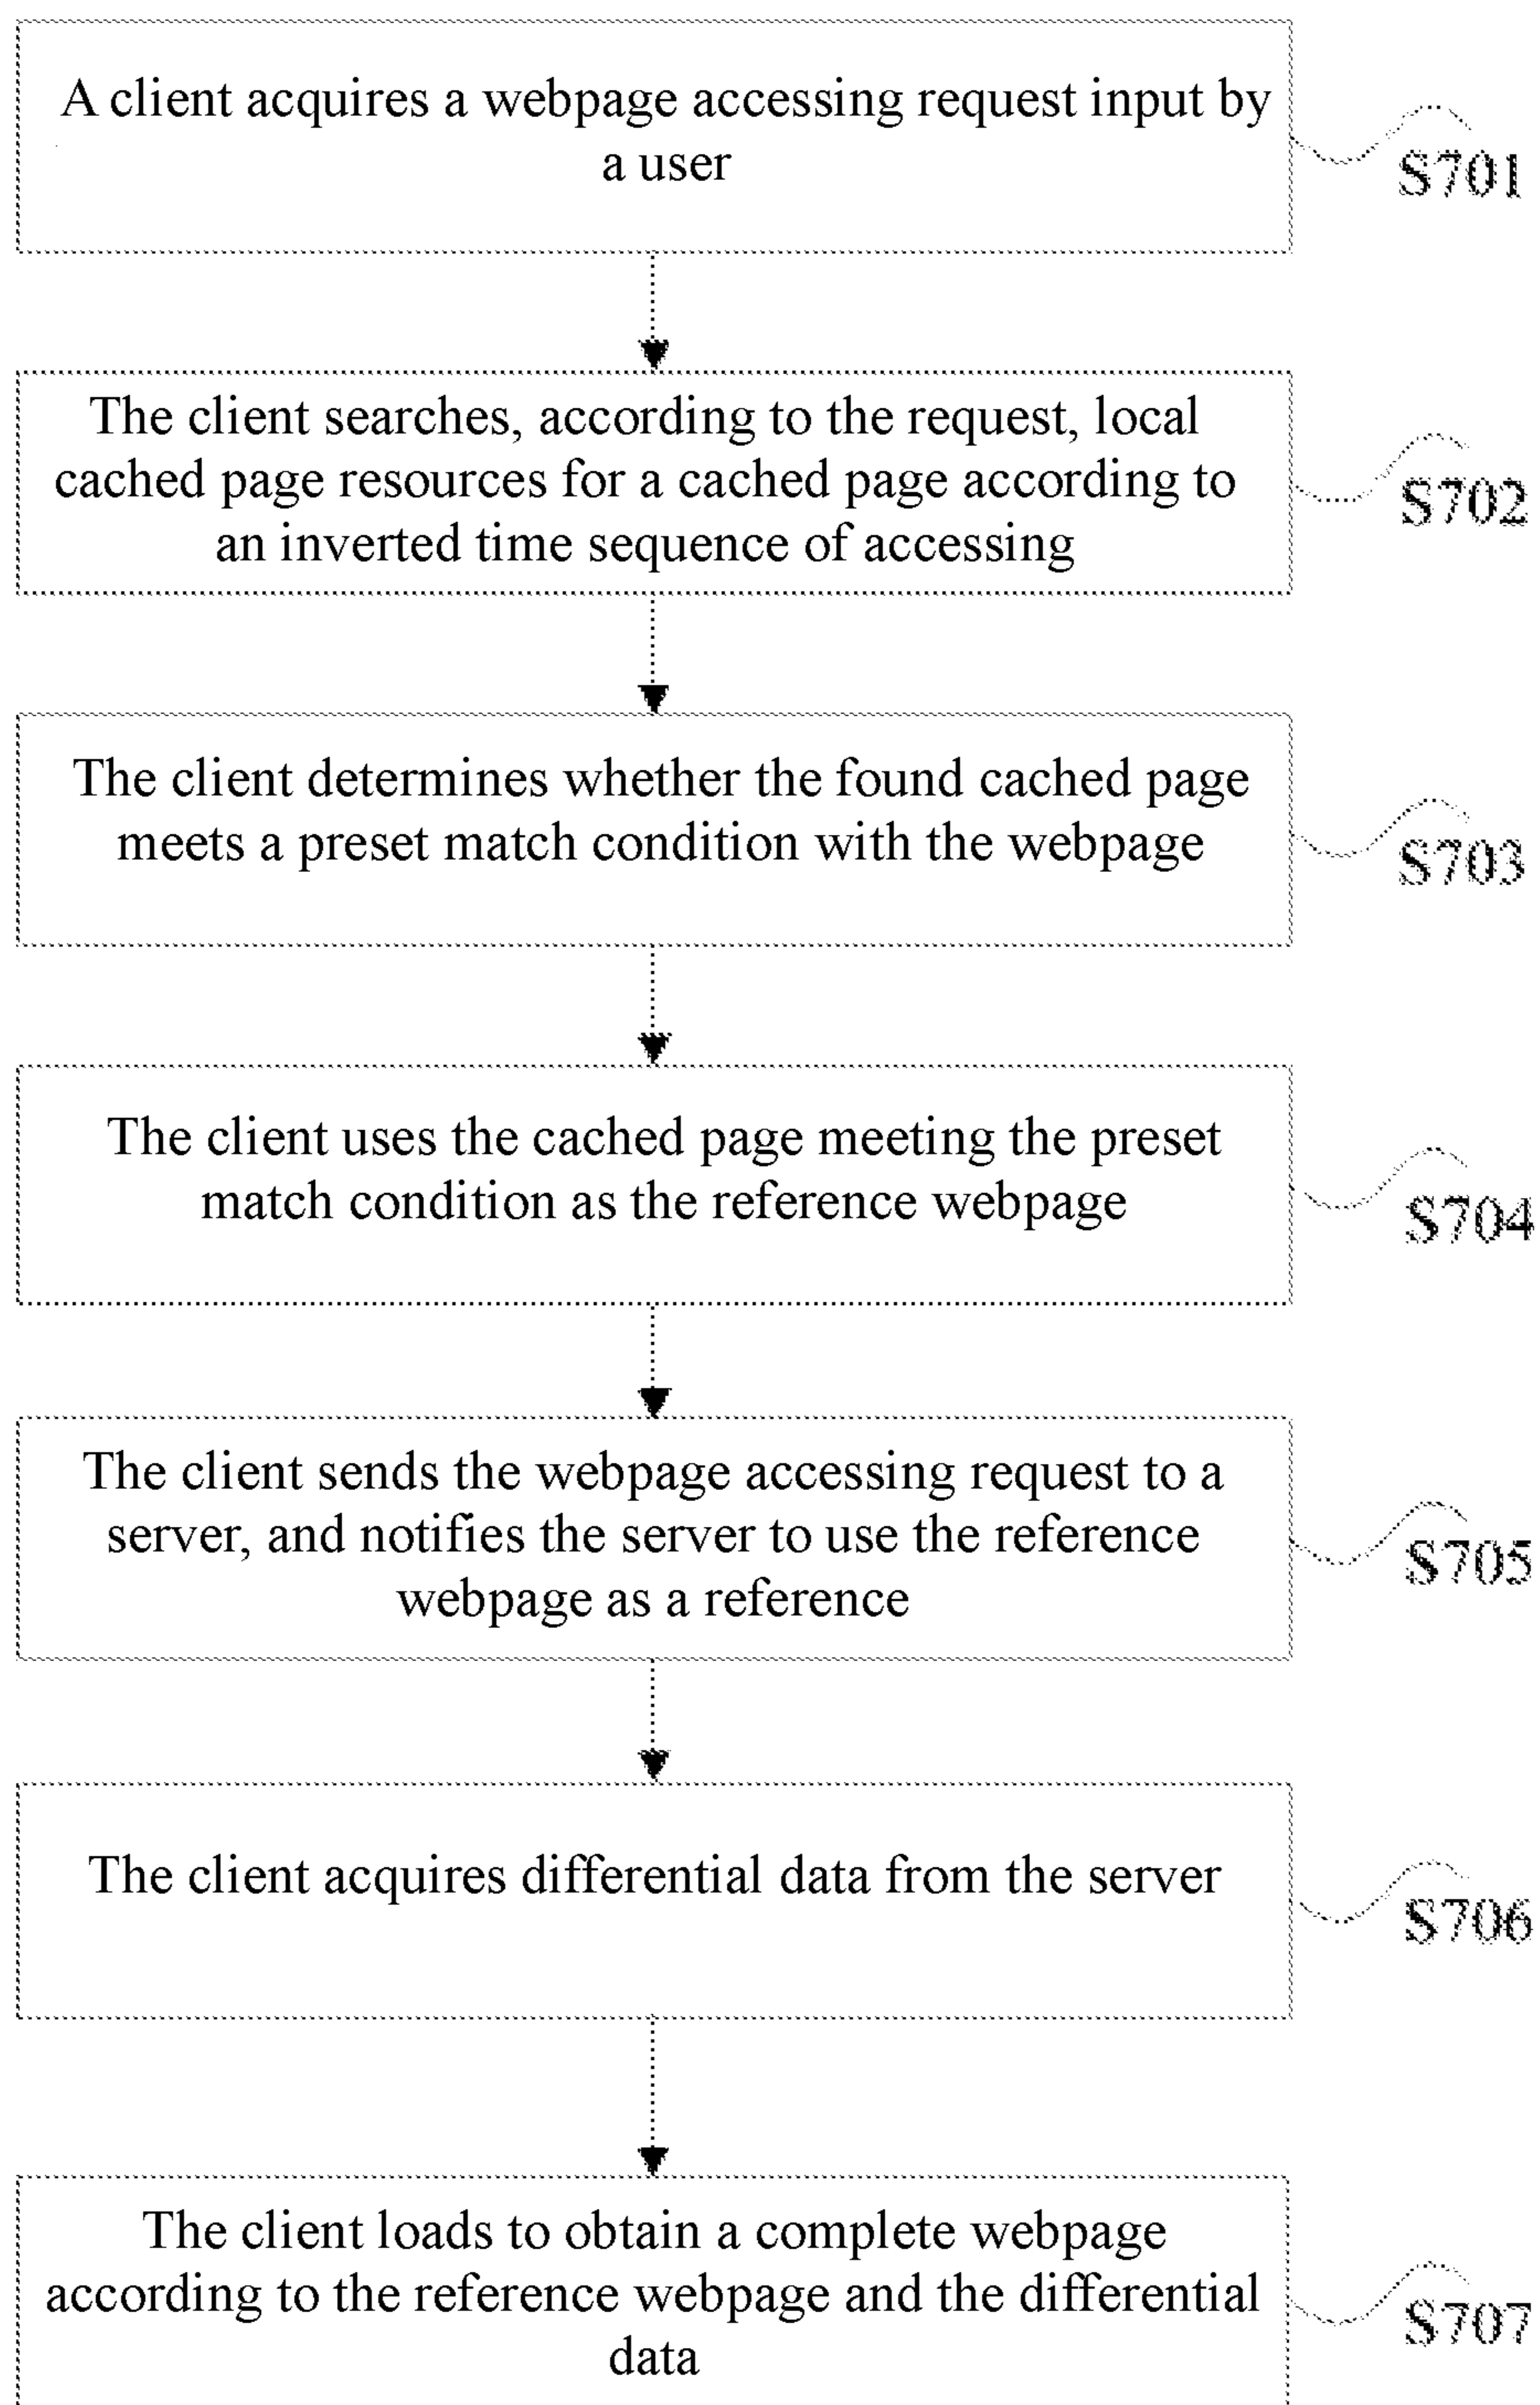 A client acquires a webpage accessing request input by
a user
S701
The client searches, according to the request, local
cached page resources for a cached page according to
an inverted time sequence of accessing
S702
The client determines whether the found cached page
meets a preset match condition with the webpage
S703
The client uses the cached page meeting the preset
match condition as the reference webpage
S704
The client sends the webpage accessing request to a
server, and notifies the server to use the reference
webpage as a reference
S705
The client acquires differential data from the server
S706
The client loads to obtain a complete webpage
according to the reference webpage and the differential
data
S707